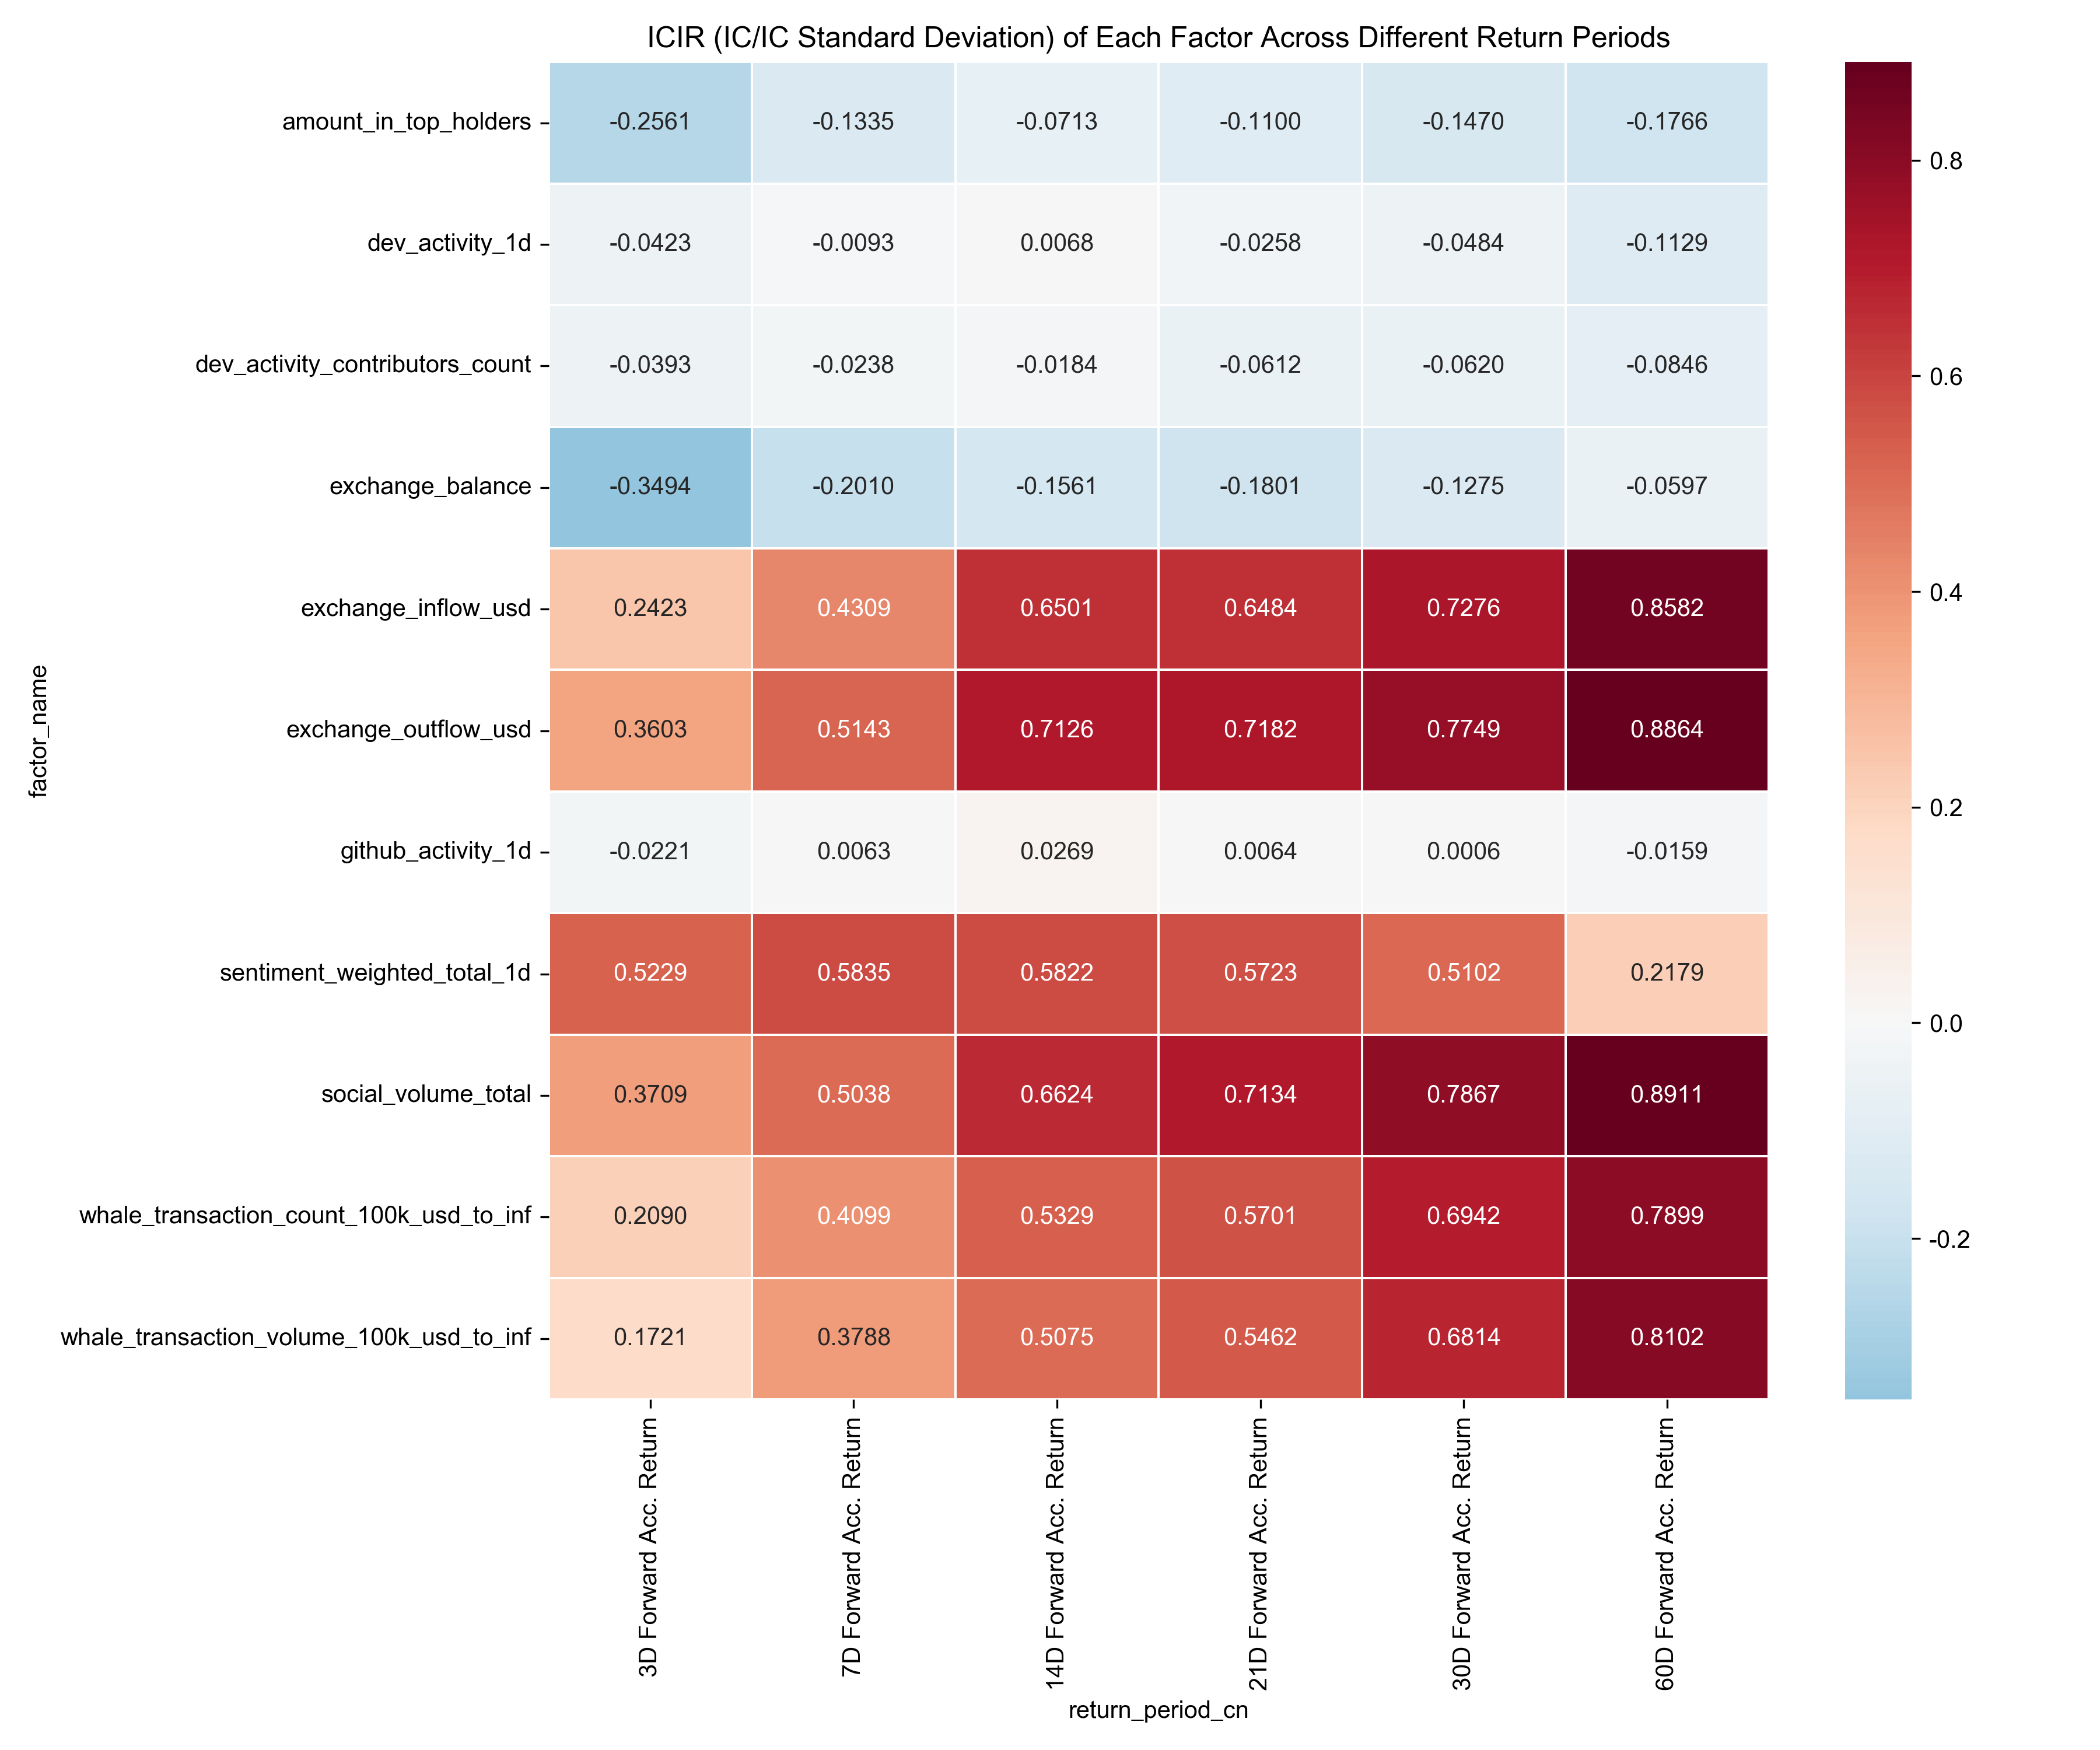 ICIR (IC/IC Standard Deviation) of Each Factor Across Different Return Periods
factor_name
amount_in_top_holders -0.2561 -0.1335 -0.0713 -0.1100 -0.1470 -0.1766
dev_activity_1d -0.0423 -0.0093 0.0068 -0.0258 -0.0484 -0.1129
dev_activity_contributors_count -0.0393 -0.0238 -0.0184 -0.0612 -0.0620 -0.0846
exchange_balance -0.3494 -0.2010 -0.1561 -0.1801 -0.1275 -0.0597
exchange_inflow_usd 0.2423 0.4309 0.6501 0.6484 0.7276 0.8582
exchange_outflow_usd 0.3603 0.5143 0.7126 0.7182 0.7749 0.8864
github_activity_1d -0.0221 0.0063 0.0269 0.0064 0.0006 -0.0159
sentiment_weighted_total_1d 0.5229 0.5835 0.5822 0.5723 0.5102 0.2179
social_volume_total 0.3709 0.5038 0.6624 0.7134 0.7867 0.8911
whale_transaction_count_100k_usd_to_inf 0.2090 0.4099 0.5329 0.5701 0.6942 0.7899
whale_transaction_volume_100k_usd_to_inf 0.1721 0.3788 0.5075 0.5462 0.6814 0.8102
3D Forward Acc. Return
7D Forward Acc. Return
14D Forward Acc. Return
21D Forward Acc. Return
30D Forward Acc. Return
60D Forward Acc. Return
return_period_cn
0.8
0.6
0.4
0.2
0.0
-0.2